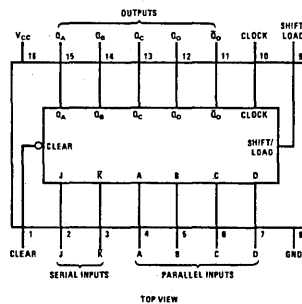 OUTPUTS
VCC QA QB QC QD Q̅D CLOCK SHIFT/ LOAD
16 15 14 13 12 11 10 9
QA QB QC QD Q̅D CLOCK
CLEAR SHIFT/ LOAD
J K̅ A B C D
1 2 3 4 5 6 7 8
CLEAR J K̅ A B C D GND
SERIAL INPUTS PARALLEL INPUTS
TOP VIEW